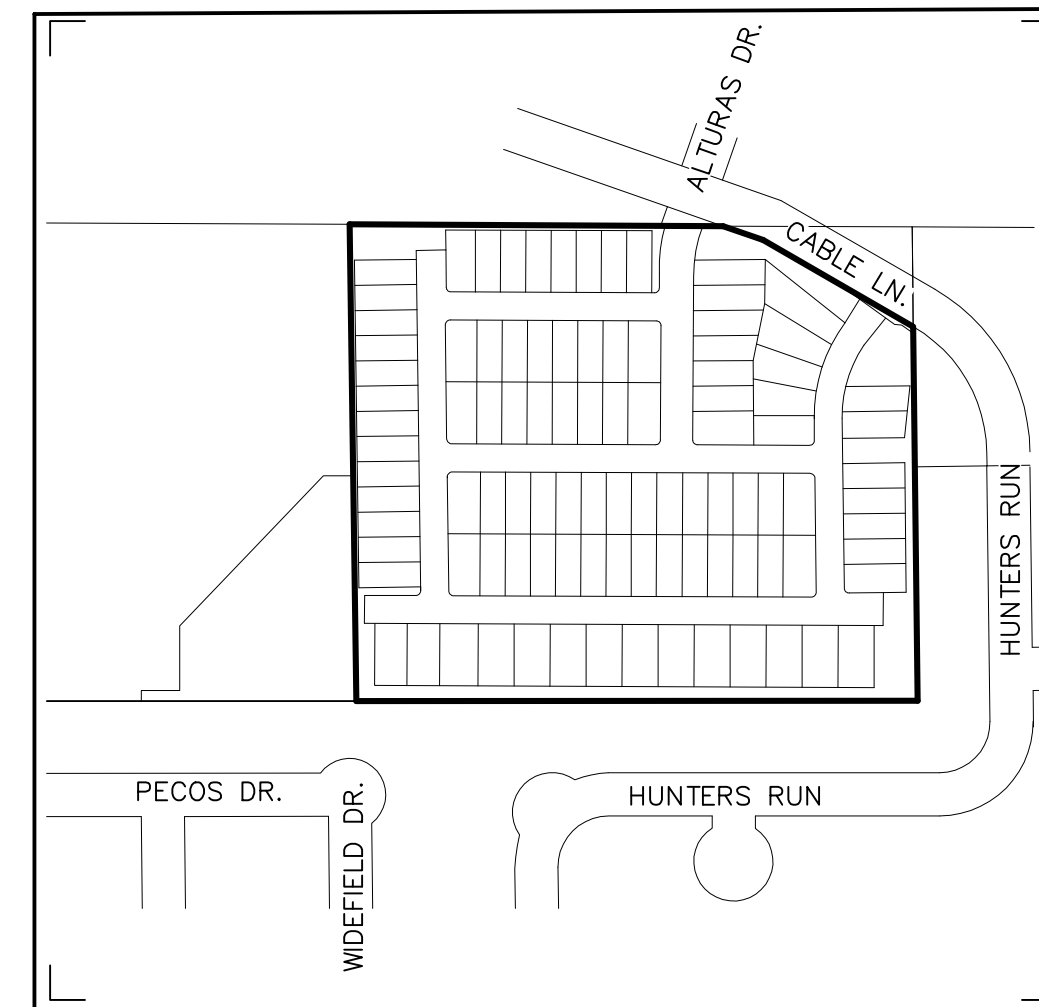 ALTURAS DR.
CABLE LN.
HUNTERS RUN
PECOS DR.
WIDEFIELD DR.
HUNTERS RUN